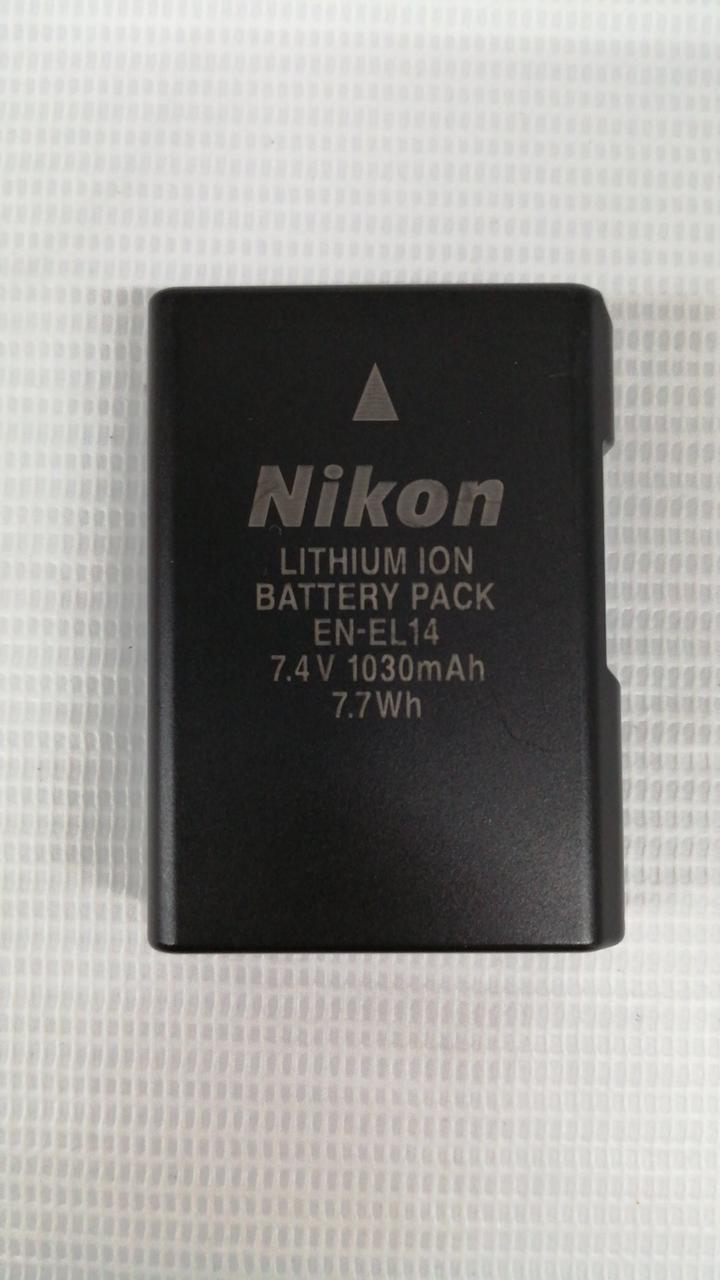 Nikon
LITHIUM ION
BATTERY PACK
EN-EL14
7.4V 1030mAh
7.7Wh